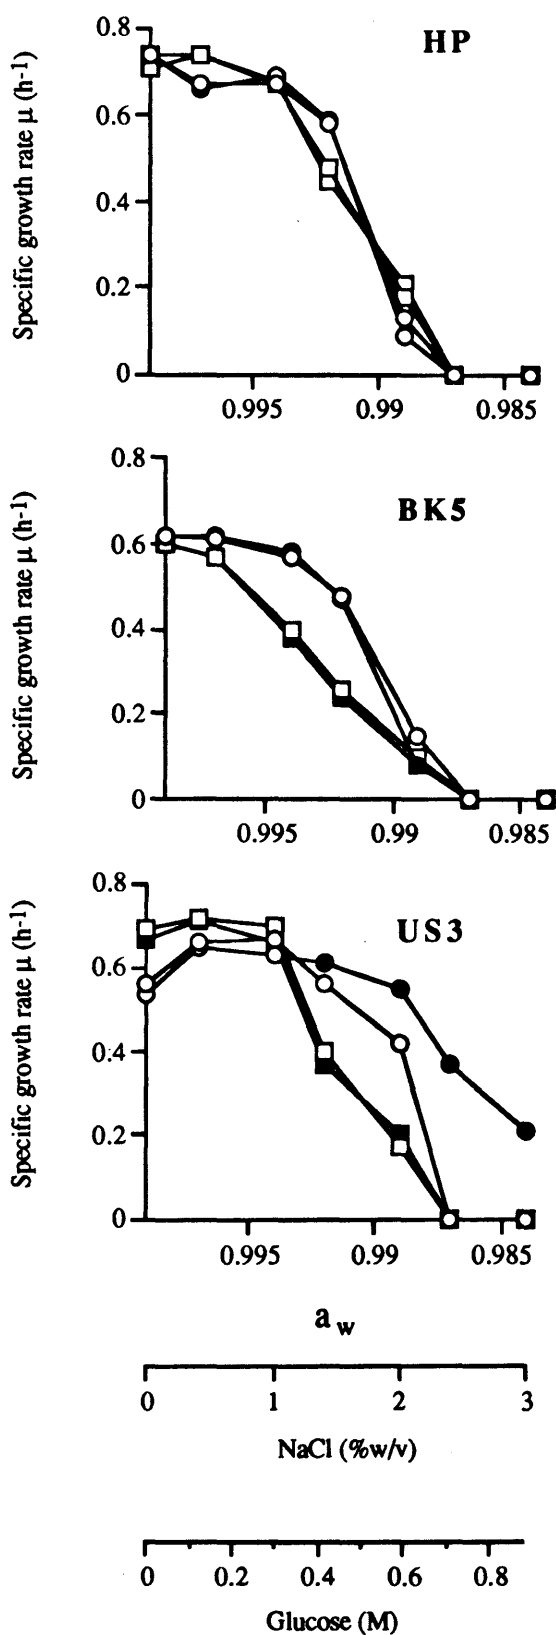 HP
Specific growth rate μ (h-1)
0.8
0.6
0.4
0.2
0
0.995 0.99 0.985
BK5
Specific growth rate μ (h-1)
0.8
0.6
0.4
0.2
0
0.995 0.99 0.985
US3
Specific growth rate μ (h-1)
0.8
0.6
0.4
0.2
0
0.995 0.99 0.985
aw
0 1 2 3
NaCl (%w/v)
0 0.2 0.4 0.6 0.8
Glucose (M)